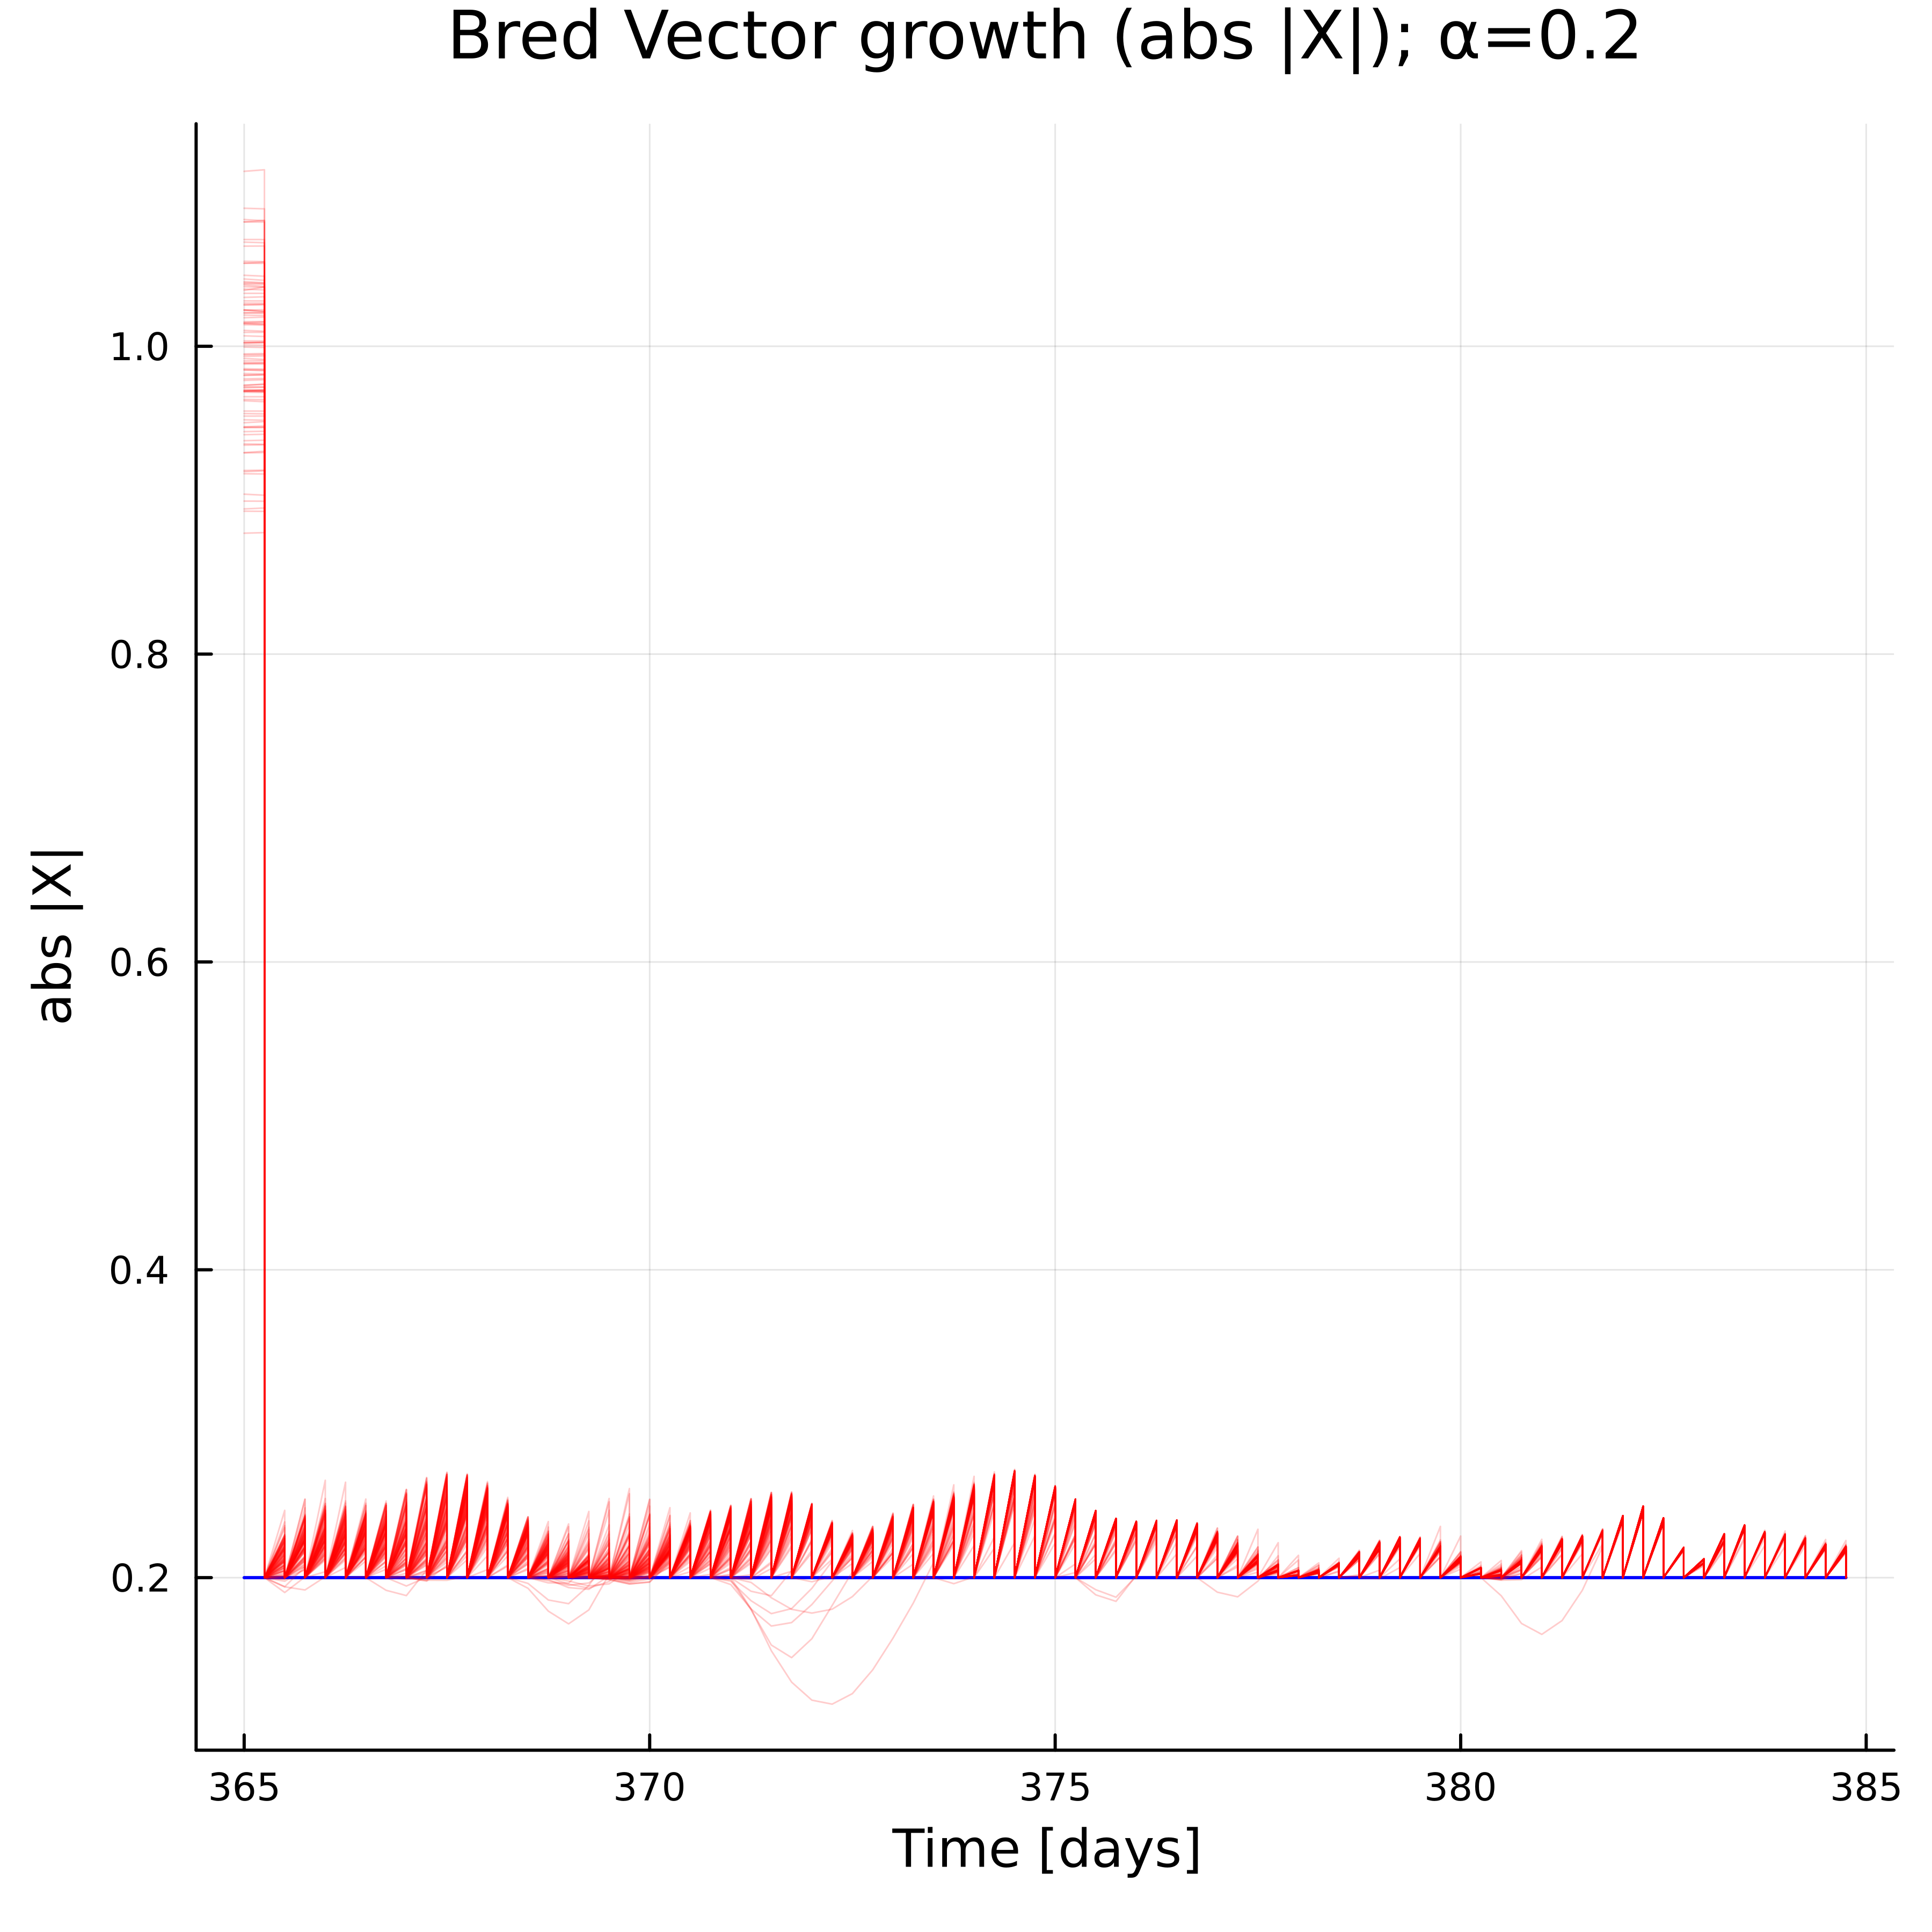 Bred Vector growth (abs |X|); α=0.2
abs |X|
1.0
0.8
0.6
0.4
0.2
365 370 375 380 385
Time [days]